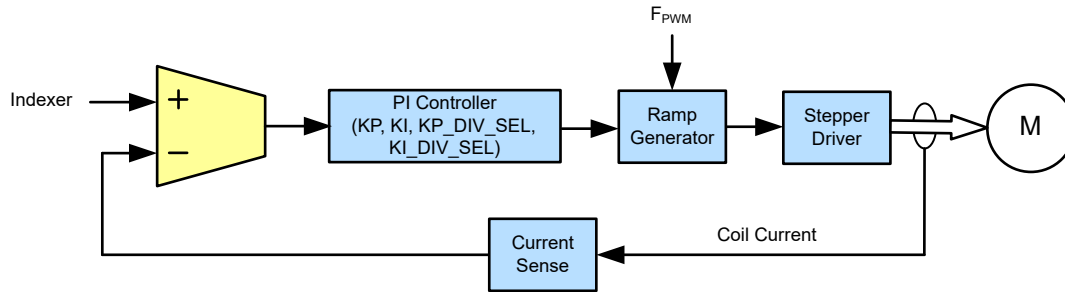 F_PWM
Indexer
+
−
PI Controller
(KP, KI, KP_DIV_SEL,
KI_DIV_SEL)
Ramp
Generator
Stepper
Driver
M
Coil Current
Current
Sense